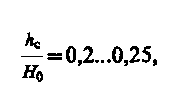 h_c/H_0 = 0,2...0,25,